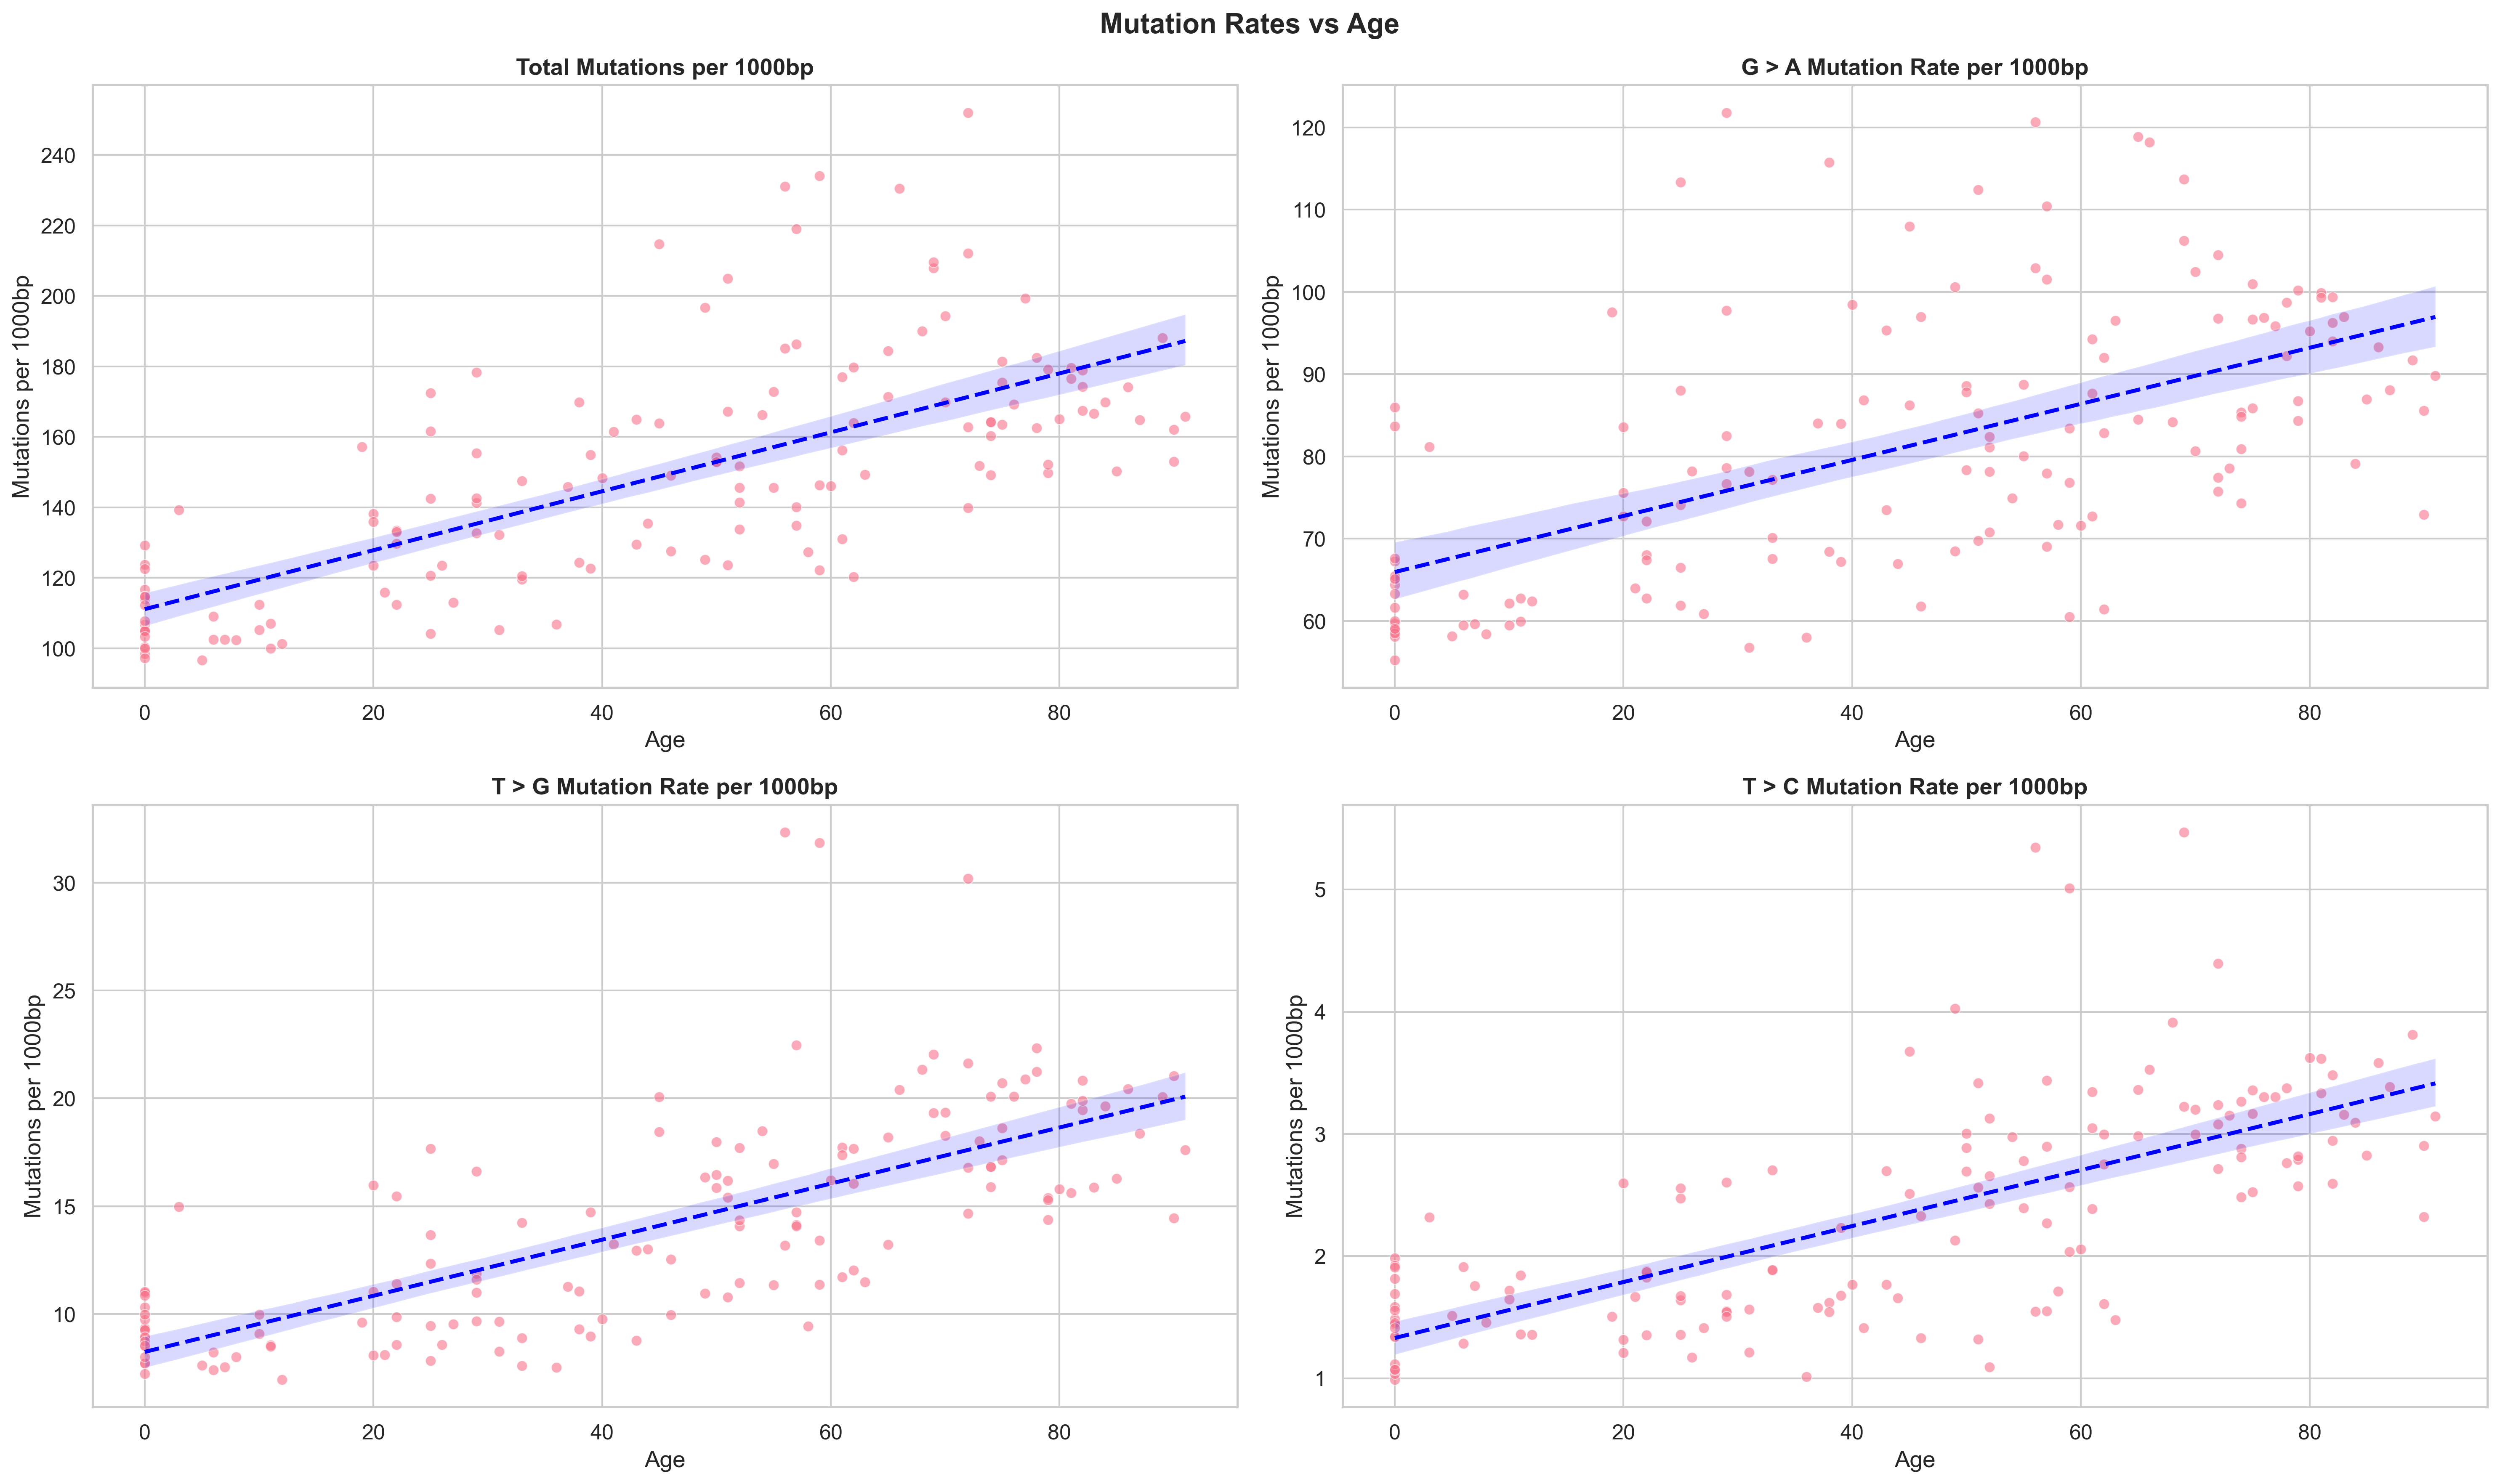 Mutation Rates vs Age
Total Mutations per 1000bp
Mutations per 1000bp
240
220
200
180
160
140
120
100
0 20 40 60 80
Age
G > A Mutation Rate per 1000bp
Mutations per 1000bp
120
110
100
90
80
70
60
0 20 40 60 80
Age
T > G Mutation Rate per 1000bp
Mutations per 1000bp
30
25
20
15
10
0 20 40 60 80
Age
T > C Mutation Rate per 1000bp
Mutations per 1000bp
5
4
3
2
1
0 20 40 60 80
Age